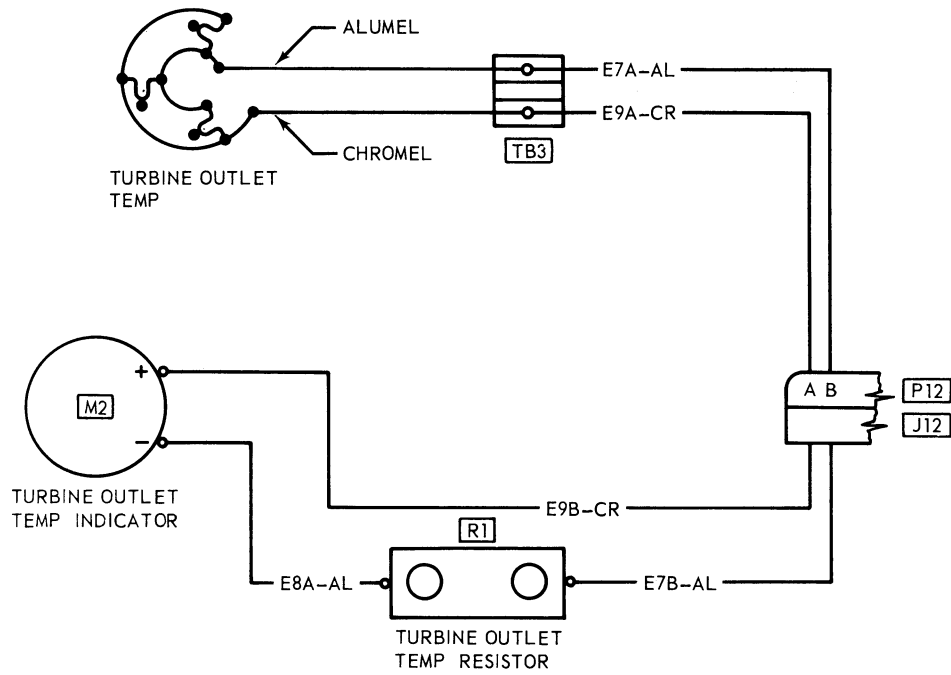 ALUMEL
E7A-AL
E9A-CR
CHROMEL
TB3
TURBINE OUTLET
TEMP
A B
P12
J12
+
M2
-
TURBINE OUTLET
TEMP INDICATOR
E9B-CR
R1
E8A-AL
E7B-AL
TURBINE OUTLET
TEMP RESISTOR